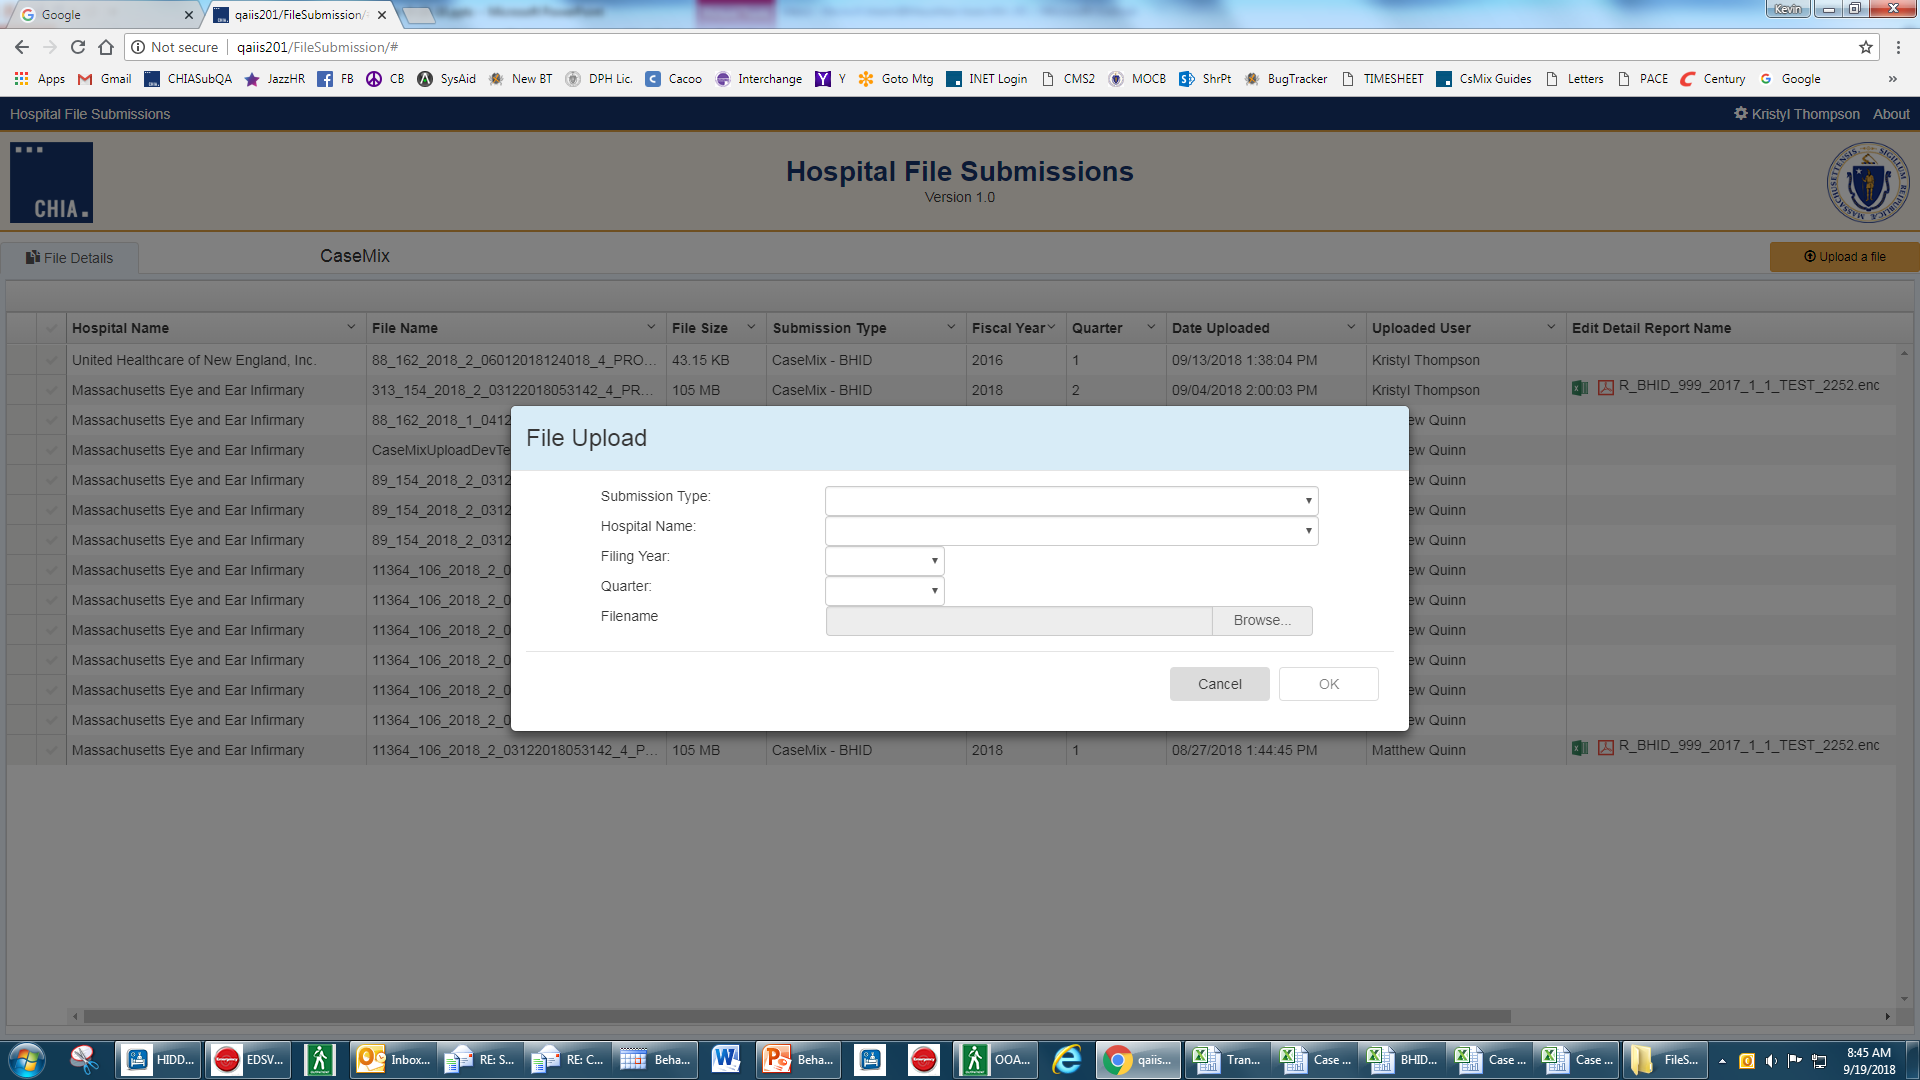 Google
qaiis201/FileSubmission/
Kevin
Not secure
qaiis201/FileSubmission/#
Apps Gmail CHIASubQA JazzHR FB CB SysAid New BT DPH Lic. Cacoo Interchange Y Goto Mtg INET Login CMS2 MOCB ShrPt BugTracker TIMESHEET CsMix Guides Letters PACE Century Google »
Hospital File Submissions
Kristyl Thompson About
CHIA.
Hospital File Submissions
Version 1.0
File Details
CaseMix
Upload a file
Hospital Name File Name File Size Submission Type Fiscal Year Quarter Date Uploaded Uploaded User Edit Detail Report Name
United Healthcare of New England, Inc. 88_162_2018_2_06012018124018_4_PRO... 43.15 KB CaseMix - BHID 2016 1 09/13/2018 1:38:04 PM Kristyl Thompson
Massachusetts Eye and Ear Infirmary 313_154_2018_2_03122018053142_4_PR... 105 MB CaseMix - BHID 2018 2 09/04/2018 2:00:03 PM Kristyl Thompson R_BHID_999_2017_1_1_TEST_2252.enc
Massachusetts Eye and Ear Infirmary 88_162_2018_1_0412 ew Quinn
Massachusetts Eye and Ear Infirmary CaseMixUploadDevTe ew Quinn
Massachusetts Eye and Ear Infirmary 89_154_2018_2_0312 ew Quinn
Massachusetts Eye and Ear Infirmary 89_154_2018_2_0312 ew Quinn
Massachusetts Eye and Ear Infirmary 89_154_2018_2_0312 ew Quinn
Massachusetts Eye and Ear Infirmary 11364_106_2018_2_0 ew Quinn
Massachusetts Eye and Ear Infirmary 11364_106_2018_2_0 ew Quinn
Massachusetts Eye and Ear Infirmary 11364_106_2018_2_0 ew Quinn
Massachusetts Eye and Ear Infirmary 11364_106_2018_2_0 ew Quinn
Massachusetts Eye and Ear Infirmary 11364_106_2018_2_0 ew Quinn
Massachusetts Eye and Ear Infirmary 11364_106_2018_2_0 ew Quinn
Massachusetts Eye and Ear Infirmary 11364_106_2018_2_03122018053142_4_P... 105 MB CaseMix - BHID 2018 1 08/27/2018 1:44:45 PM Matthew Quinn R_BHID_999_2017_1_1_TEST_2252.enc
File Upload
Submission Type:
Hospital Name:
Filing Year:
Quarter:
Filename Browse...
Cancel OK
HIDD... EDSV... Inbox... RE: S... RE: C... Beha... Beha... OOA... qaiis... Tran... Case ... BHID... Case ... Case ... FileS...
8:45 AM
9/19/2018